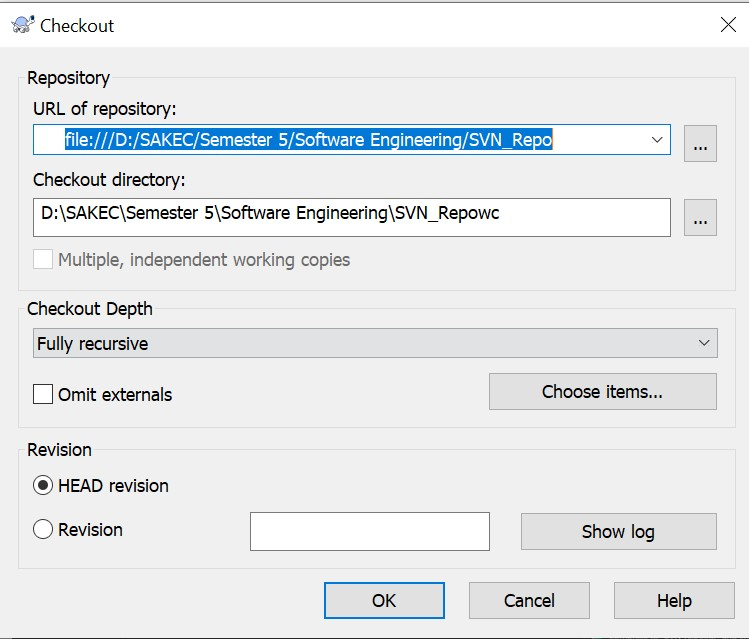 Checkout
Repository
URL of repository:
file:///D:/SAKEC/Semester 5/Software Engineering/SVN_Repo
...
Checkout directory:
D:\SAKEC\Semester 5\Software Engineering\SVN_Repowc
...
Multiple, independent working copies
Checkout Depth
Fully recursive
Omit externals
Choose items...
Revision
HEAD revision
Revision
Show log
OK
Cancel
Help